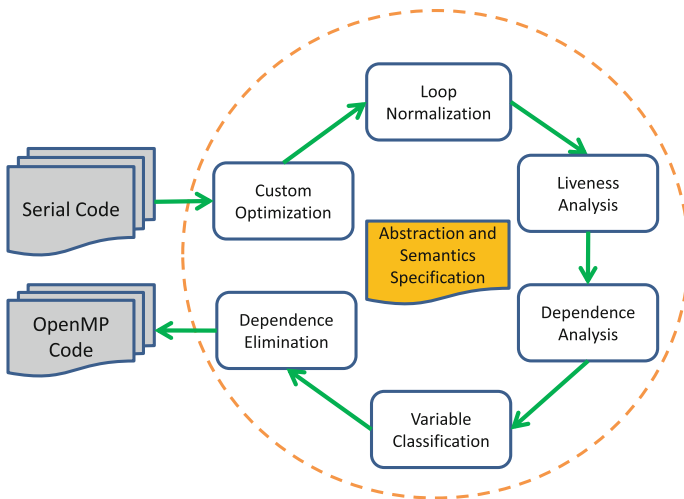 Serial Code
Custom
Optimization
Loop
Normalization
Liveness
Analysis
Dependence
Analysis
Variable
Classification
Dependence
Elimination
OpenMP
Code
Abstraction and
Semantics
Specification